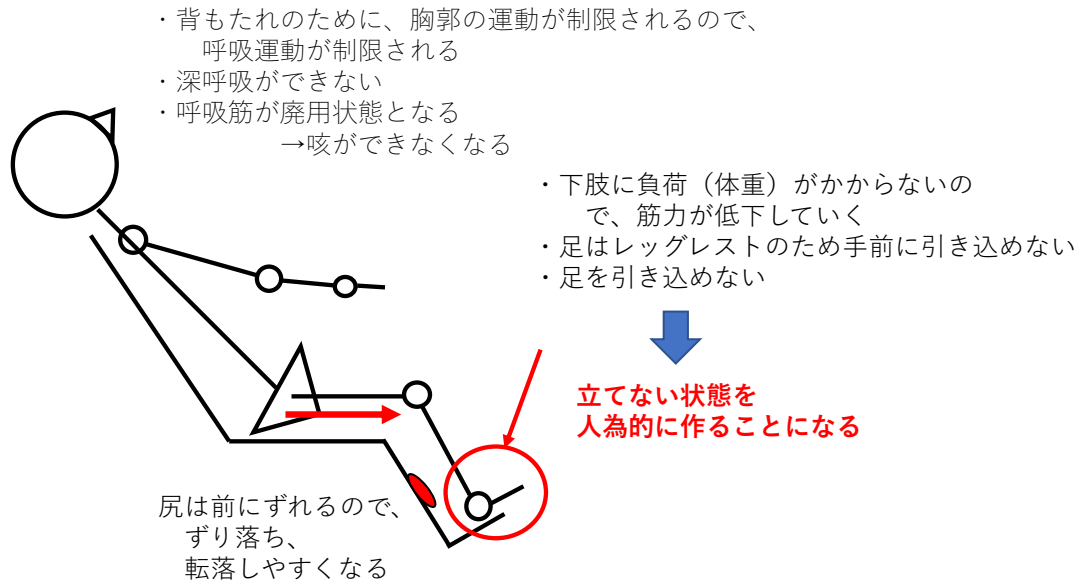 ・背もたれのために、胸郭の運動が制限されるので、
呼吸運動が制限される
・深呼吸ができない
・呼吸筋が廃用状態となる
→咳ができなくなる
・下肢に負荷（体重）がかからないの
で、筋力が低下していく
・足はレッグレストのため手前に引き込めない
・足を引き込めない
立てない状態を
人為的に作ることになる
尻は前にずれるので、
ずり落ち、
転落しやすくなる